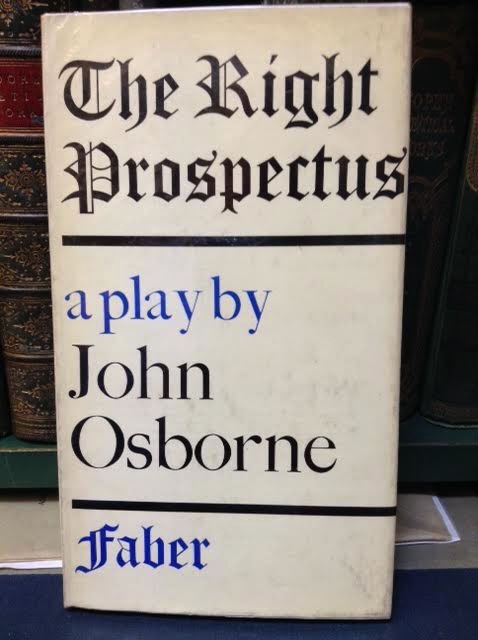 The Right
Prospectus
a play by
John
Osborne
Faber